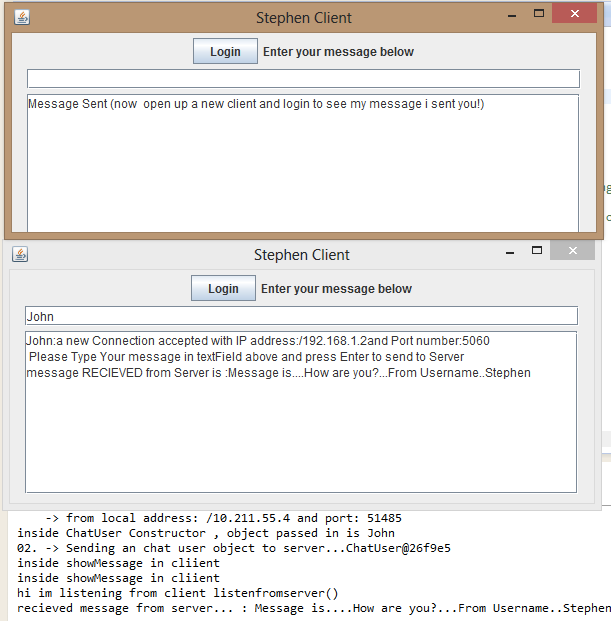 Stephen Client
Login Enter your message below
Message Sent (now open up a new client and login to see my message i sent you!)
Stephen Client
Login Enter your message below
John
John:a new Connection accepted with IP address:/192.168.1.2and Port number:5060
Please Type Your message in textField above and press Enter to send to Server
message RECIEVED from Server is :Message is....How are you?...From Username..Stephen
-> from local address: /10.211.55.4 and port: 51485
inside ChatUser Constructor , object passed in is John
02. -> Sending an chat user object to server...ChatUser@26f9e5
inside showMessage in cliient
inside showMessage in cliient
hi im listening from client listenfromserver()
recieved message from server... : Message is....How are you?...From Username..Stephen